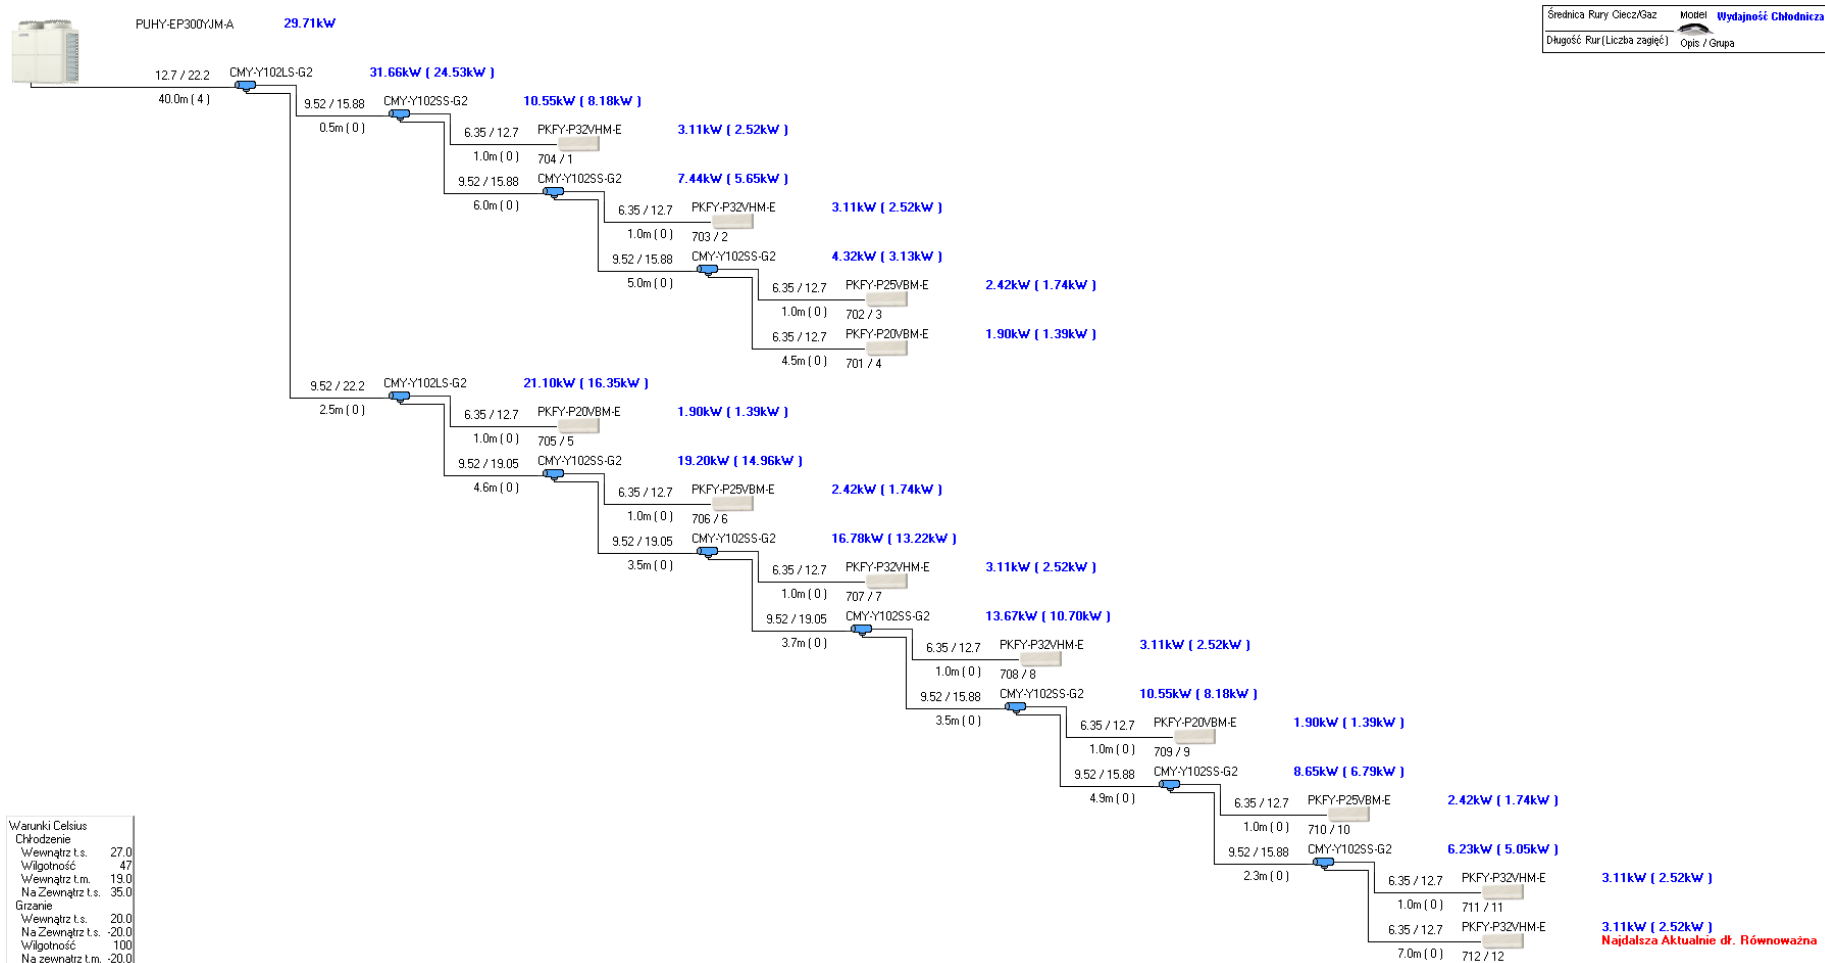 PUHY-EP300YJM-A 29.71kW
Średnica Rury Ciecz/Gaz Model Wydajność Chłodnicza
Długość Rur(Liczba zagięć) Opis / Grupa
12.7 / 22.2 CMY-Y102LS-G2 31.66kW ( 24.53kW )
40.0m ( 4 )
9.52 / 15.88 CMY-Y102SS-G2 10.55kW ( 8.18kW )
0.5m ( 0 )
6.35 / 12.7 PKFY-P32VHM-E 3.11kW ( 2.52kW )
1.0m ( 0 ) 704 / 1
9.52 / 15.88 CMY-Y102SS-G2 7.44kW ( 5.65kW )
6.0m ( 0 )
6.35 / 12.7 PKFY-P32VHM-E 3.11kW ( 2.52kW )
1.0m ( 0 ) 703 / 2
9.52 / 15.88 CMY-Y102SS-G2 4.32kW ( 3.13kW )
5.0m ( 0 )
6.35 / 12.7 PKFY-P25VBM-E 2.42kW ( 1.74kW )
1.0m ( 0 ) 702 / 3
6.35 / 12.7 PKFY-P20VBM-E 1.90kW ( 1.39kW )
4.5m ( 0 ) 701 / 4
9.52 / 22.2 CMY-Y102LS-G2 21.10kW ( 16.35kW )
2.5m ( 0 )
6.35 / 12.7 PKFY-P20VBM-E 1.90kW ( 1.39kW )
1.0m ( 0 ) 705 / 5
9.52 / 19.05 CMY-Y102SS-G2 19.20kW ( 14.96kW )
4.6m ( 0 )
6.35 / 12.7 PKFY-P25VBM-E 2.42kW ( 1.74kW )
1.0m ( 0 ) 706 / 6
9.52 / 19.05 CMY-Y102SS-G2 16.78kW ( 13.22kW )
3.5m ( 0 )
6.35 / 12.7 PKFY-P32VHM-E 3.11kW ( 2.52kW )
1.0m ( 0 ) 707 / 7
9.52 / 19.05 CMY-Y102SS-G2 13.67kW ( 10.70kW )
3.7m ( 0 )
6.35 / 12.7 PKFY-P32VHM-E 3.11kW ( 2.52kW )
1.0m ( 0 ) 708 / 8
9.52 / 15.88 CMY-Y102SS-G2 10.55kW ( 8.18kW )
3.5m ( 0 )
6.35 / 12.7 PKFY-P20VBM-E 1.90kW ( 1.39kW )
1.0m ( 0 ) 709 / 9
9.52 / 15.88 CMY-Y102SS-G2 8.65kW ( 6.79kW )
4.9m ( 0 )
6.35 / 12.7 PKFY-P25VBM-E 2.42kW ( 1.74kW )
1.0m ( 0 ) 710 / 10
9.52 / 15.88 CMY-Y102SS-G2 6.23kW ( 5.05kW )
2.3m ( 0 )
6.35 / 12.7 PKFY-P32VHM-E 3.11kW ( 2.52kW )
1.0m ( 0 ) 711 / 11
6.35 / 12.7 PKFY-P32VHM-E 3.11kW ( 2.52kW )
Najdalsza Aktualnie dł. Równoważna
7.0m ( 0 ) 712 / 12
Warunki Celsius
Chłodzenie
Wewnątrz t.s. 27.0
Wilgotność 47
Wewnątrz t.m. 19.0
Na Zewnątrz t.s. 35.0
Grzanie
Wewnątrz t.s. 20.0
Na Zewnątrz t.s. -20.0
Wilgotność 100
Na zewnątrz t.m. -20.0